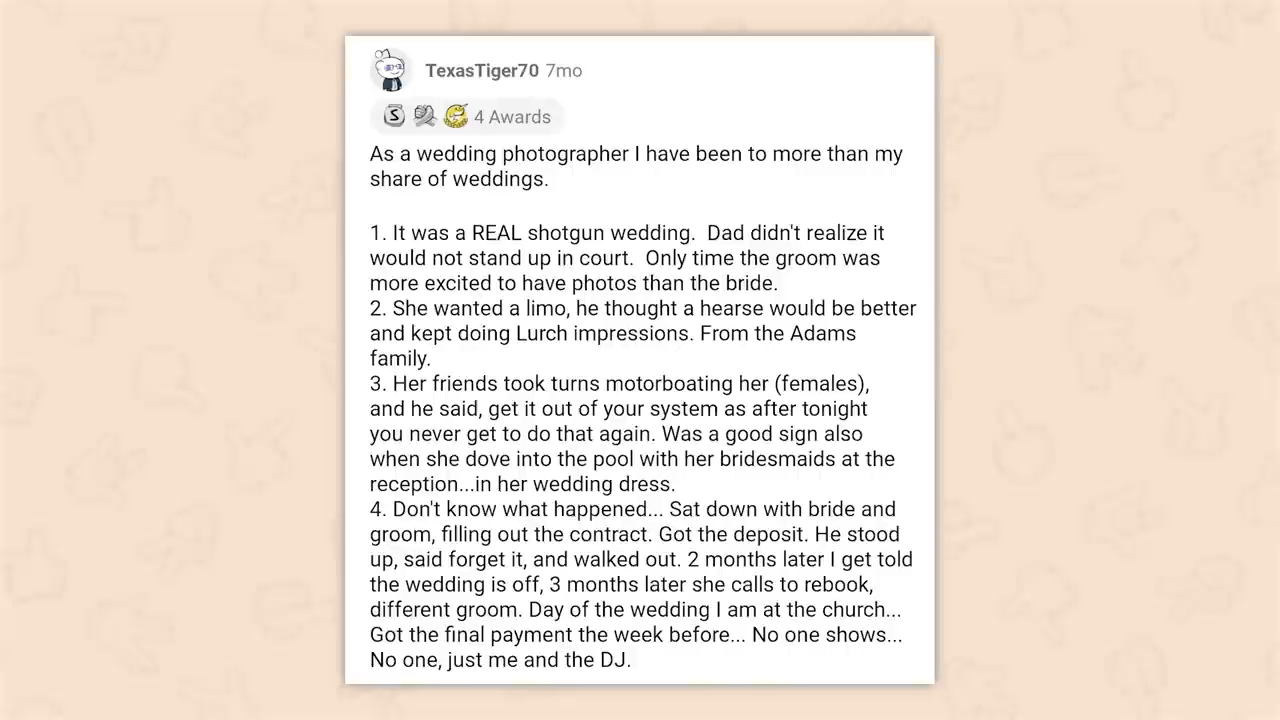 TexasTiger70 7mo
4 Awards
As a wedding photographer I have been to more than my
share of weddings.
1. It was a REAL shotgun wedding.  Dad didn't realize it
would not stand up in court.  Only time the groom was
more excited to have photos than the bride.
2. She wanted a limo, he thought a hearse would be better
and kept doing Lurch impressions. From the Adams
family.
3. Her friends took turns motorboating her (females),
and he said, get it out of your system as after tonight
you never get to do that again. Was a good sign also
when she dove into the pool with her bridesmaids at the
reception...in her wedding dress.
4. Don't know what happened... Sat down with bride and
groom, filling out the contract. Got the deposit. He stood
up, said forget it, and walked out. 2 months later I get told
the wedding is off, 3 months later she calls to rebook,
different groom. Day of the wedding I am at the church...
Got the final payment the week before... No one shows...
No one, just me and the DJ.